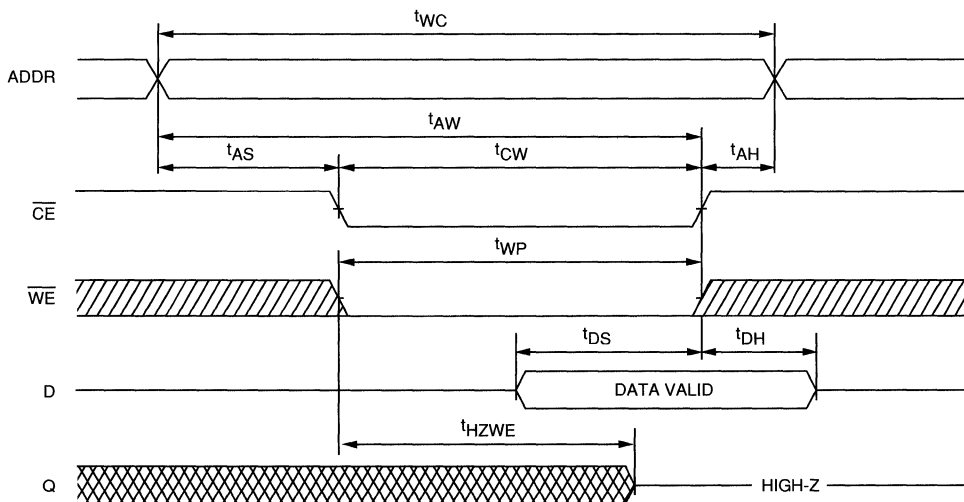 tWC
ADDR
tAW
tAS tCW tAH
CE
tWP
WE
tDS tDH
D DATA VALID
tHZWE
Q HIGH-Z